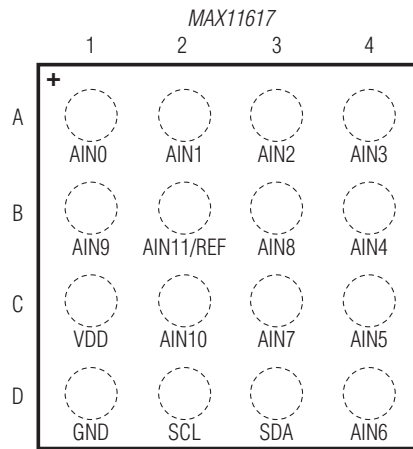 MAX11617
1 2 3 4
+
A
AIN0 AIN1 AIN2 AIN3
B
AIN9 AIN11/REF AIN8 AIN4
C
VDD AIN10 AIN7 AIN5
D
GND SCL SDA AIN6